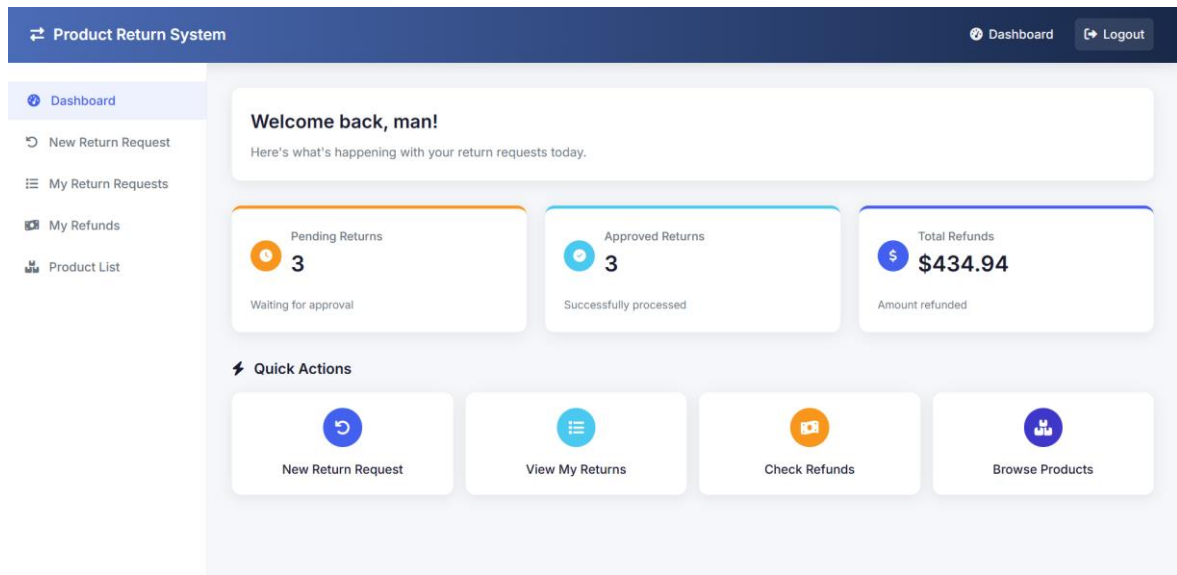 Product Return System
Dashboard
Logout
Dashboard
New Return Request
My Return Requests
My Refunds
Product List
Welcome back, man!
Here's what's happening with your return requests today.
Pending Returns
3
Waiting for approval
Approved Returns
3
Successfully processed
Total Refunds
$
$434.94
Amount refunded
Quick Actions
New Return Request
View My Returns
Check Refunds
Browse Products